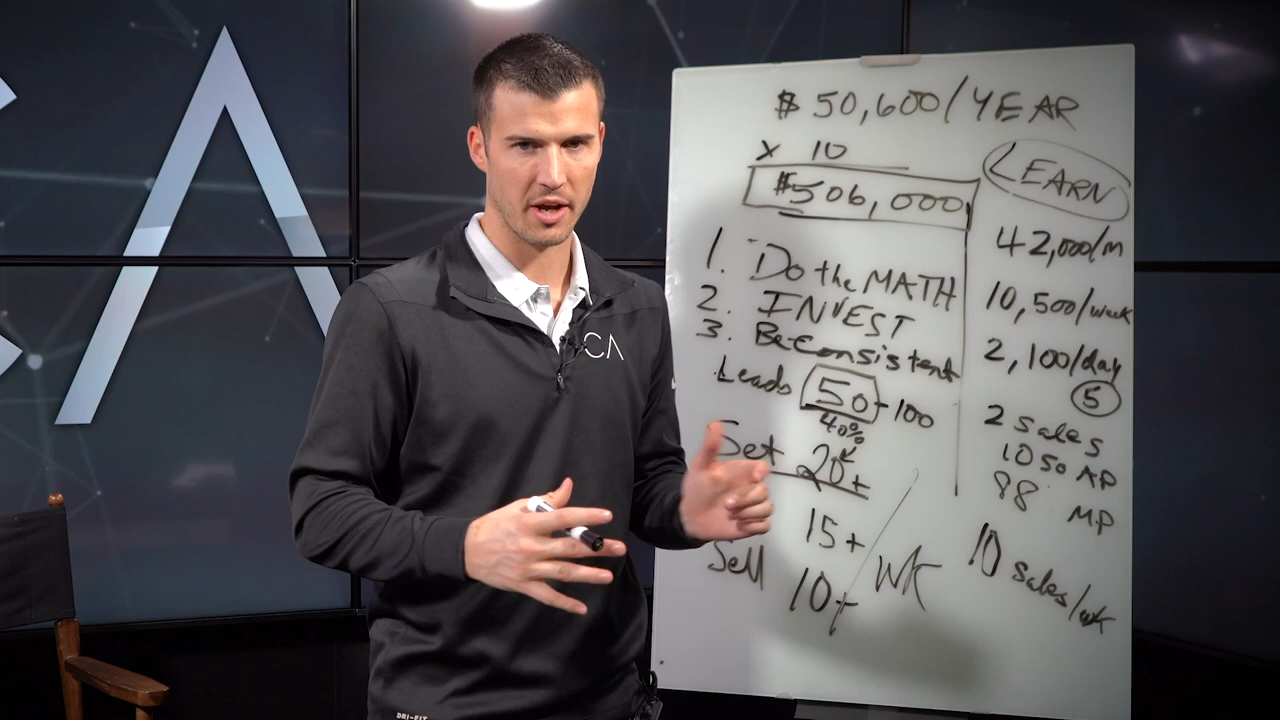 $50,600/YEAR
x 10
$506,000
LEARN
1. Do the MATH
2. INVEST
3. Be Consistent
Leads 50-100
40%
Set 20+
15+
Sell 10+ / WK
42,000/m
10,500/week
2,100/day
5
2 sales
1050 AP
88 MP
10 sales/wk
CA
DRI-FIT
CA